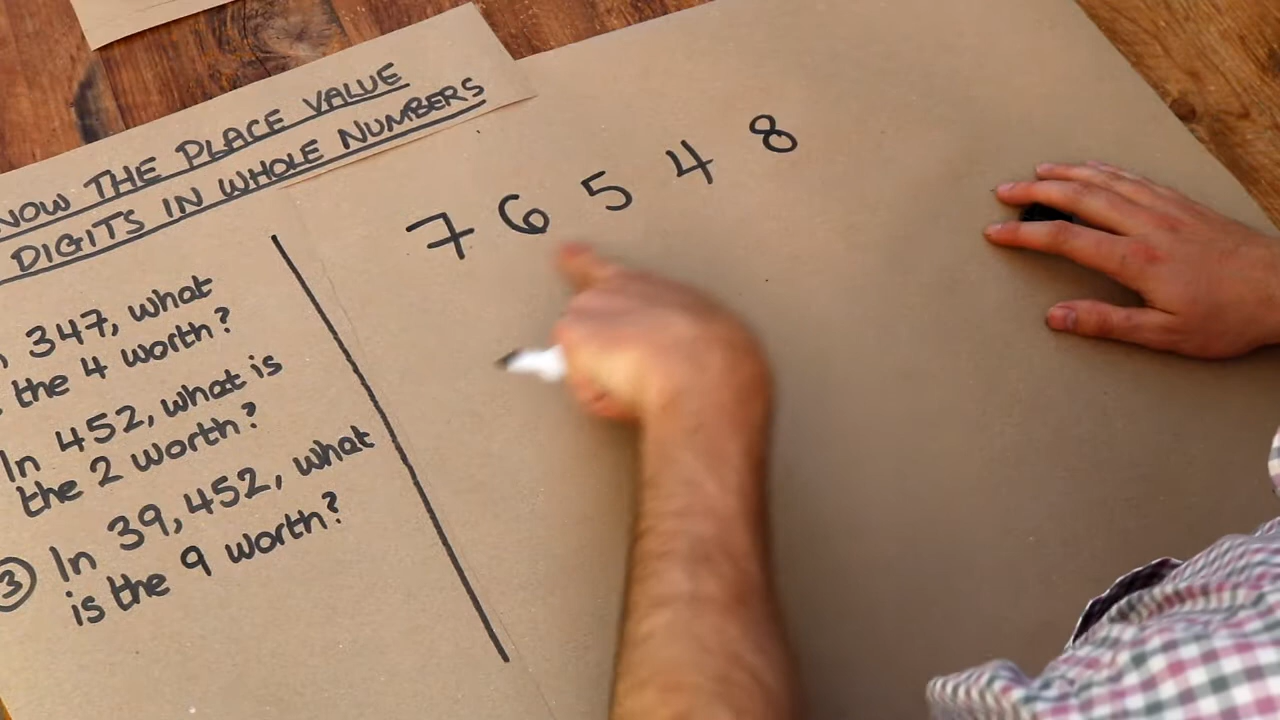 NOW THE PLACE VALUE
DIGITS IN WHOLE NUMBERS
347, what
the 4 worth?
In 452, what is
the 2 worth?
3 In 39,452, what
is the 9 worth?
7 6 5 4 8